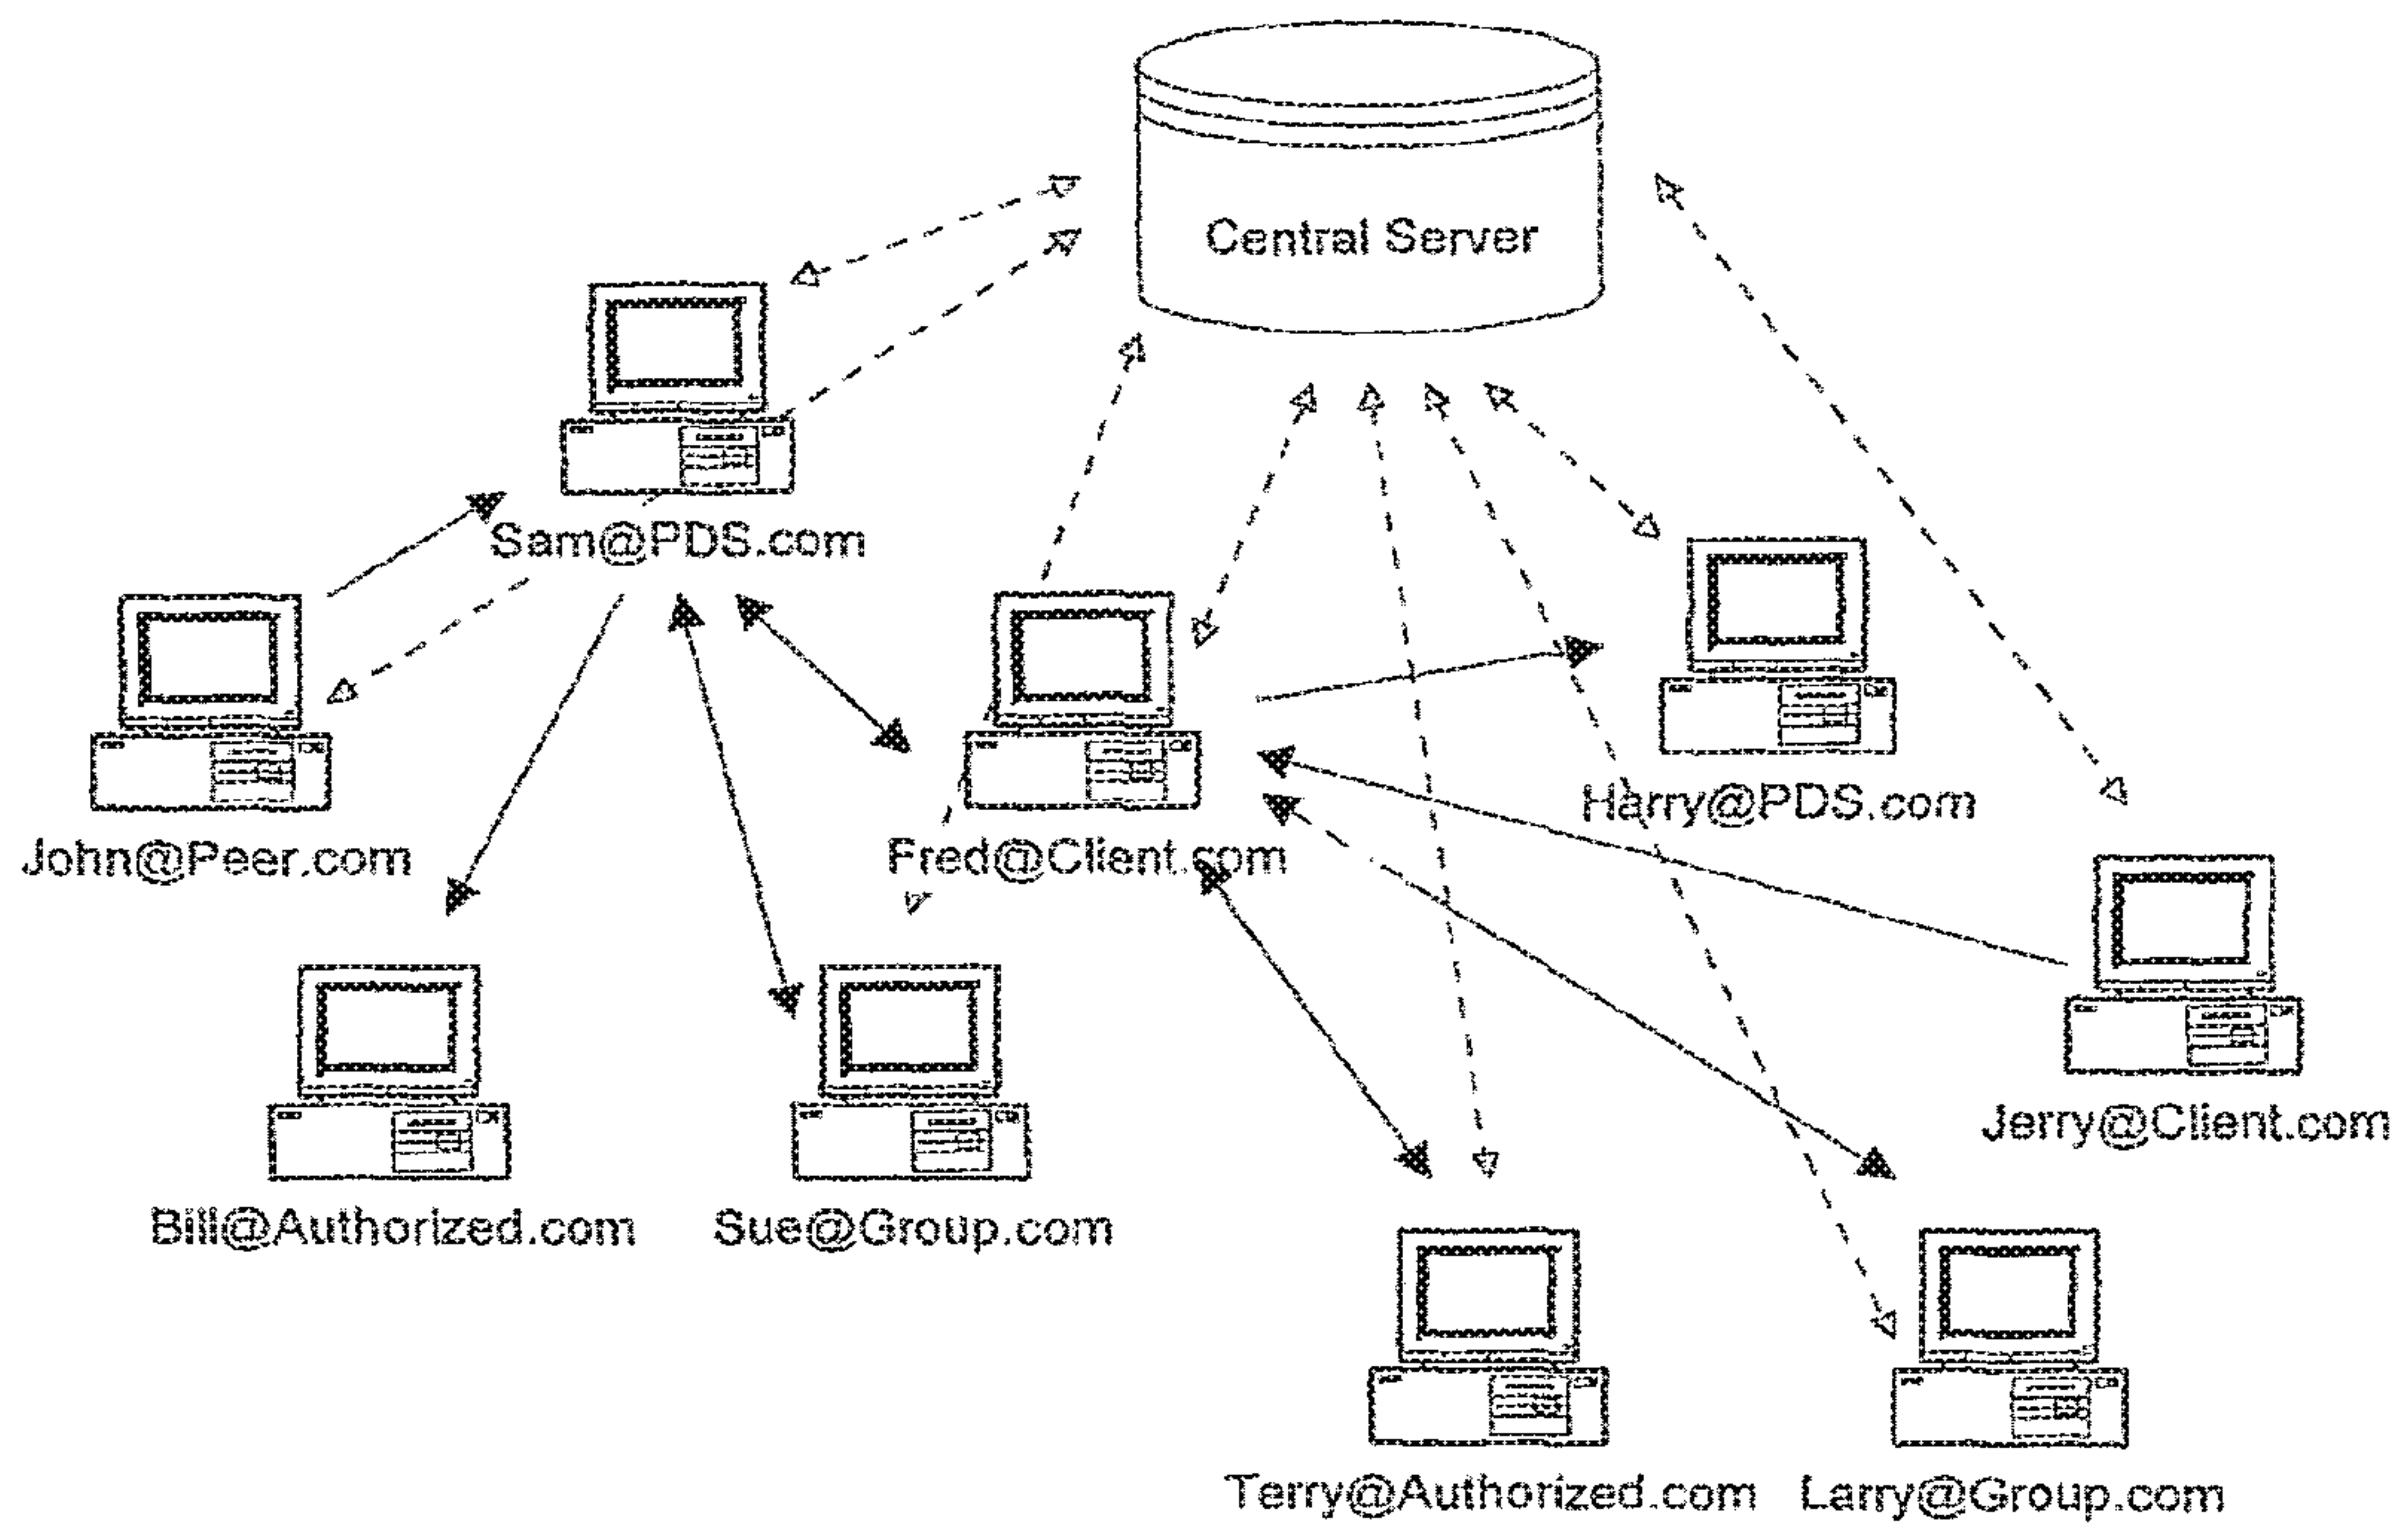 Central Server
Sam@PDS.com
John@Peer.com
Fred@Client.com
Harry@PDS.com
Bill@Authorized.com
Sue@Group.com
Jerry@Client.com
Terry@Authorized.com
Larry@Group.com